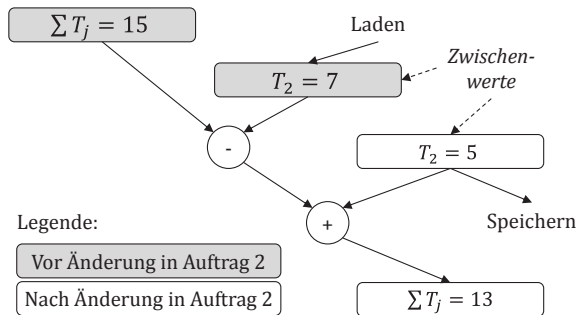 ∑ T_j = 15
Laden
T_2 = 7
Zwischen-
werte
-
T_2 = 5
+
Speichern
Legende:
Vor Änderung in Auftrag 2
Nach Änderung in Auftrag 2
∑ T_j = 13